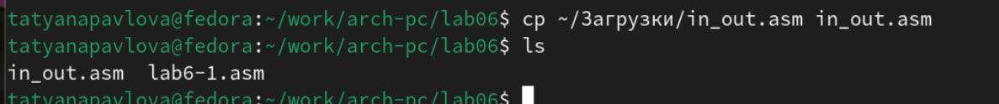 tatyanapavlova@fedora:~/work/arch-pc/lab06$ cp ~/Загрузки/in_out.asm in_out.asm
tatyanapavlova@fedora:~/work/arch-pc/lab06$ ls
in_out.asm  lab6-1.asm
tatyanapavlova@fedora:~/work/arch-pc/lab06$